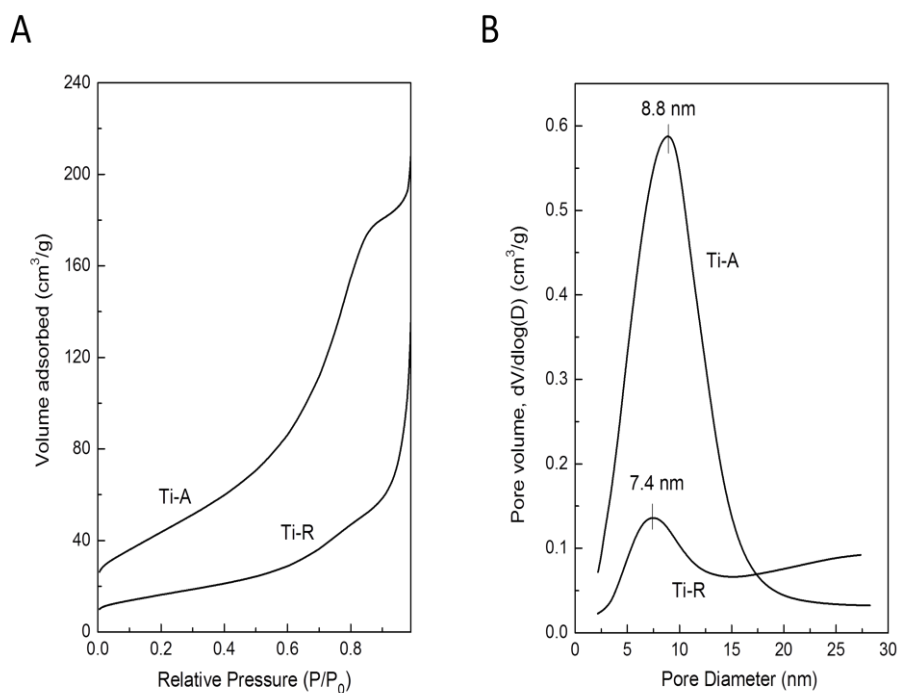 A
B
240
200
160
120
80
40
0
0.0 0.2 0.4 0.6 0.8
Volume adsorbed (cm³/g)
Relative Pressure (P/P₀)
Ti-A
Ti-R
0.6
0.5
0.4
0.3
0.2
0.1
0.0
0 5 10 15 20 25 30
Pore volume, dV/dlog(D) (cm³/g)
Pore Diameter (nm)
8.8 nm
Ti-A
7.4 nm
Ti-R